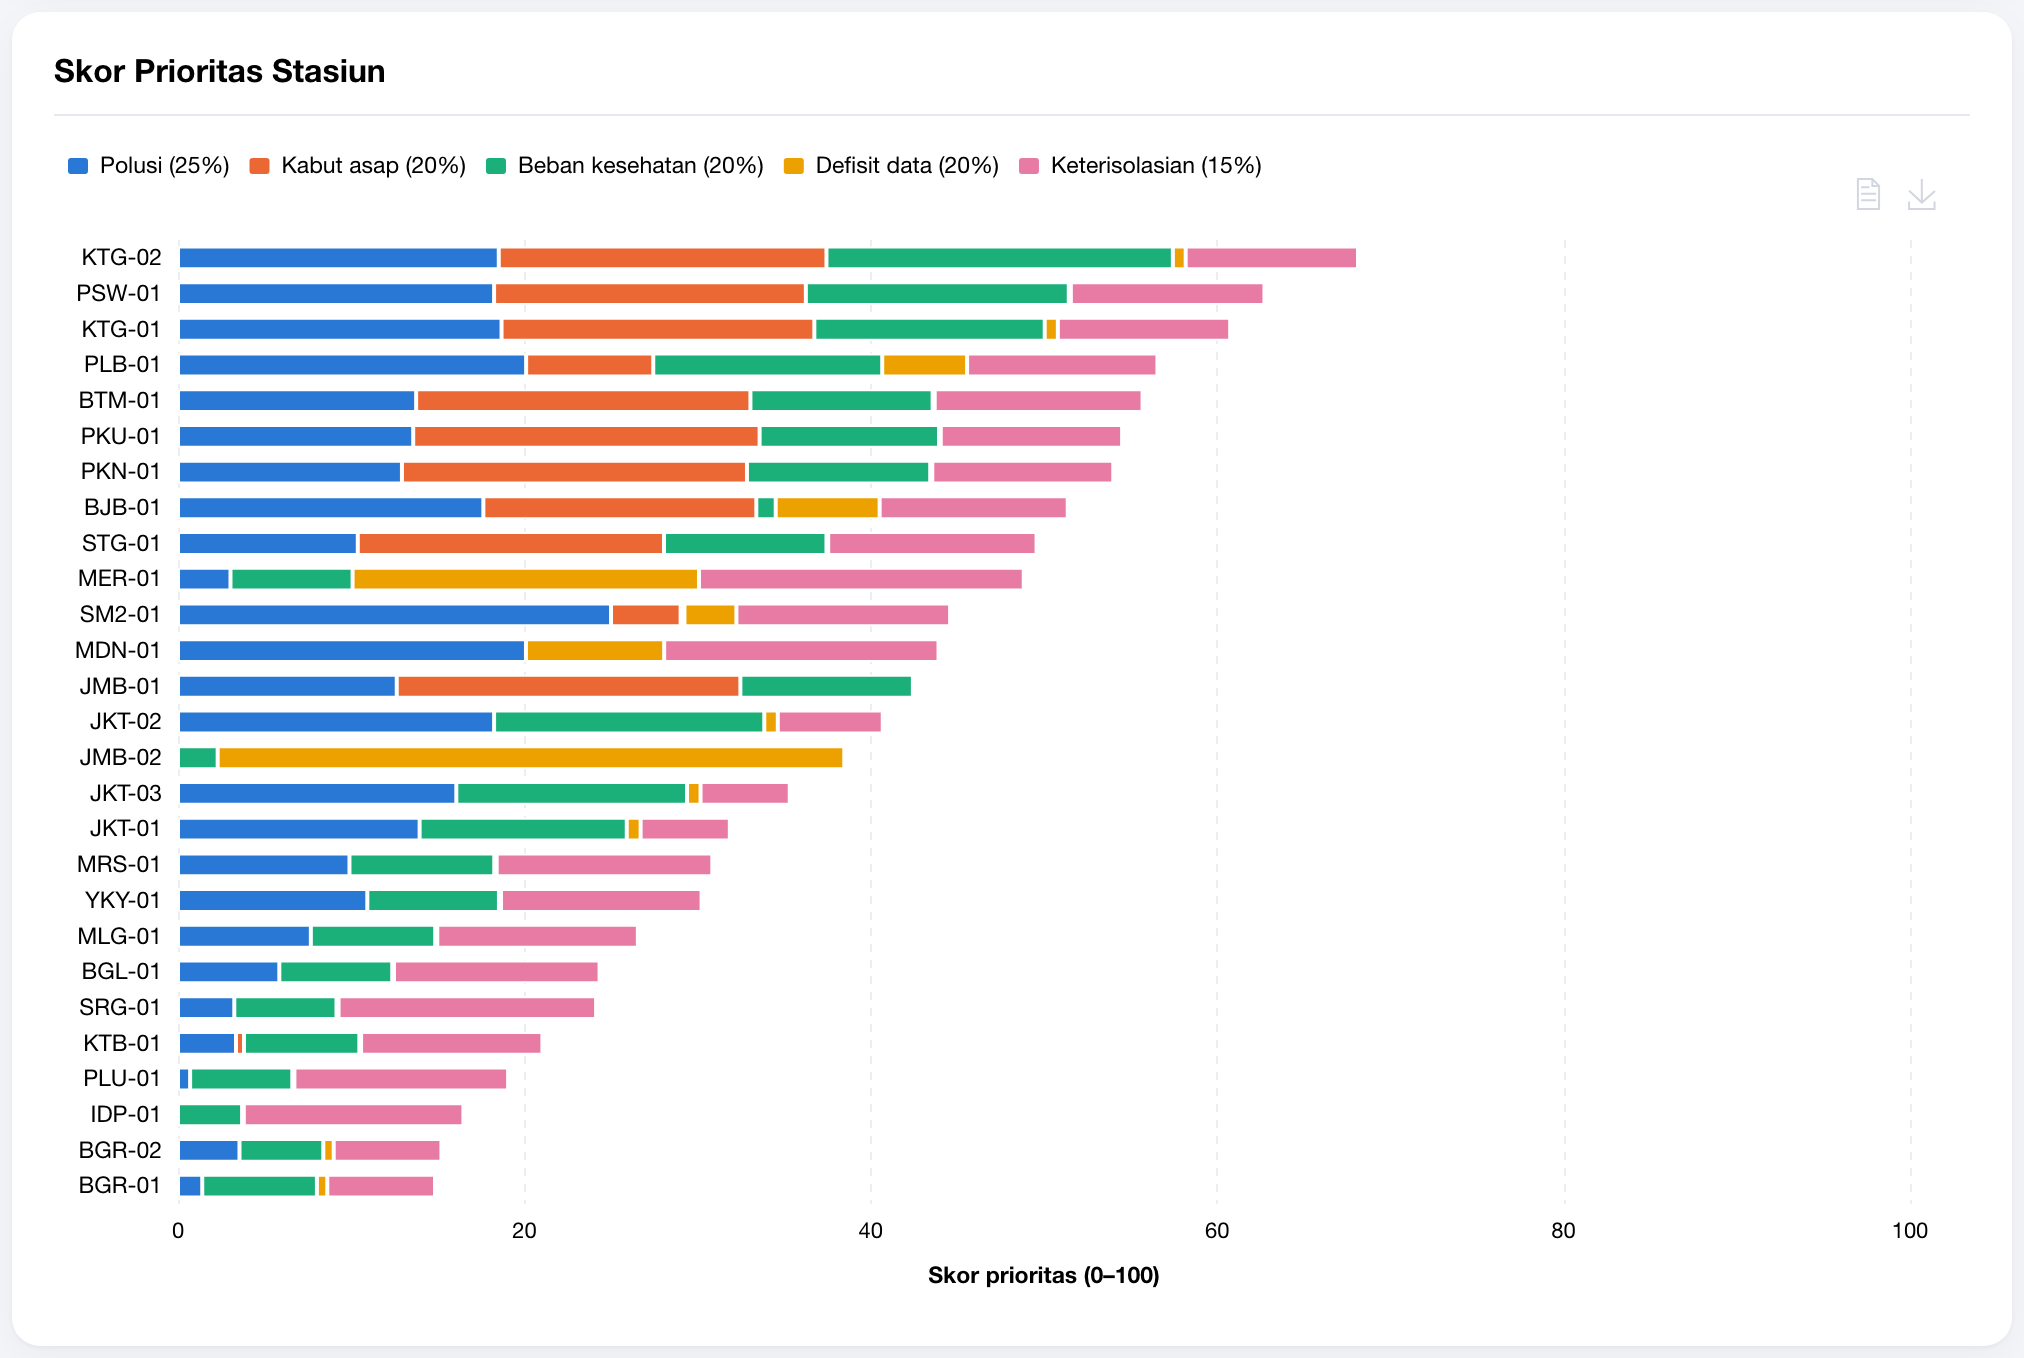 Skor Prioritas Stasiun
Polusi (25%) Kabut asap (20%) Beban kesehatan (20%) Defisit data (20%) Keterisolasian (15%)
KTG-02
PSW-01
KTG-01
PLB-01
BTM-01
PKU-01
PKN-01
BJB-01
STG-01
MER-01
SM2-01
MDN-01
JMB-01
JKT-02
JMB-02
JKT-03
JKT-01
MRS-01
YKY-01
MLG-01
BGL-01
SRG-01
KTB-01
PLU-01
IDP-01
BGR-02
BGR-01
0 20 40 60 80 100
Skor prioritas (0–100)